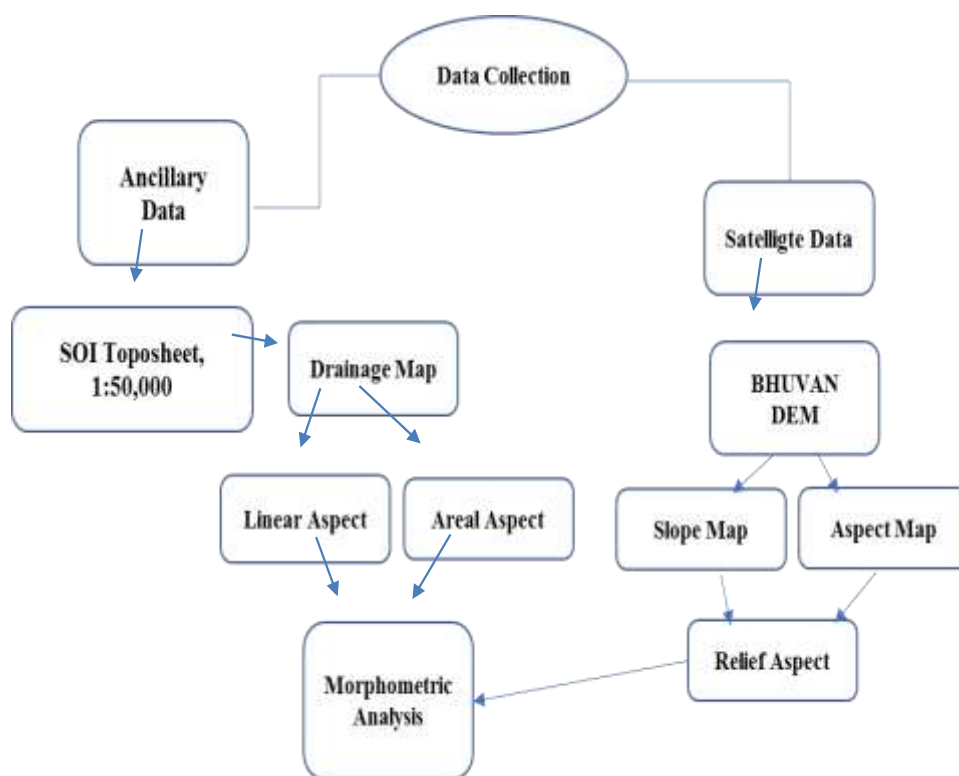 Data Collection
Ancillary
Data
Satelligte Data
SOI Toposheet,
1:50,000
Drainage Map
BHUVAN
DEM
Linear Aspect
Areal Aspect
Slope Map
Aspect Map
Relief Aspect
Morphometric
Analysis